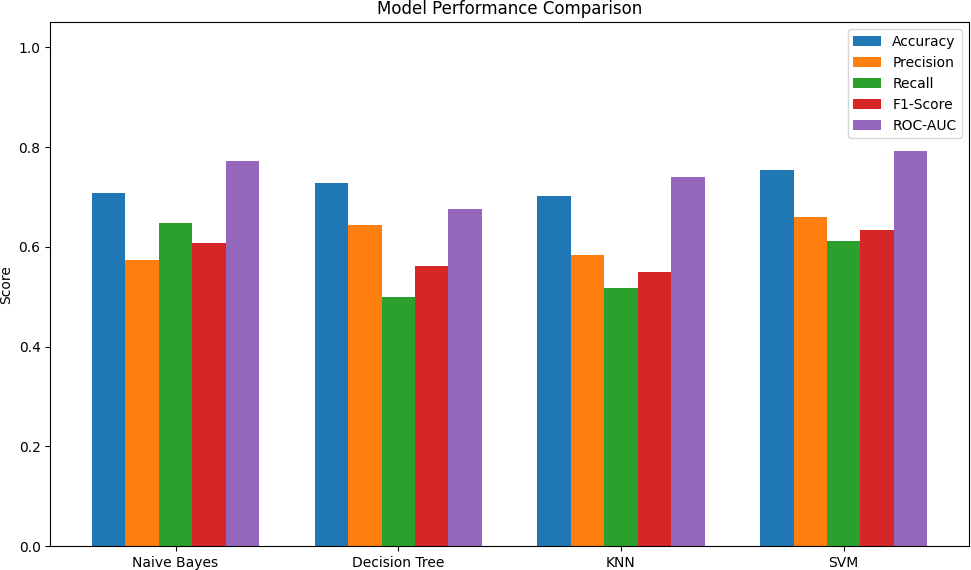 Model Performance Comparison
1.0
0.8
0.6
0.4
0.2
0.0
Score
Accuracy
Precision
Recall
F1-Score
ROC-AUC
Naive Bayes
Decision Tree
KNN
SVM